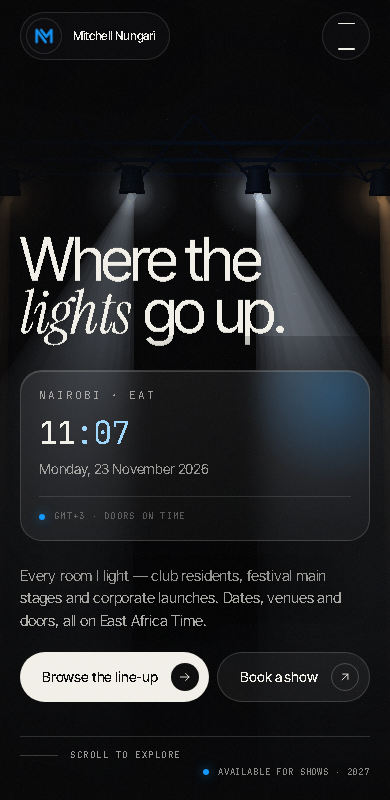 Mitchell Nungari
Where the
lights go up.
NAIROBI · EAT
11:07
Monday, 23 November 2026
GMT+3 · DOORS ON TIME
Every room I light — club residents, festival main
stages and corporate launches. Dates, venues and
doors, all on East Africa Time.
Browse the line-up
Book a show
SCROLL TO EXPLORE
AVAILABLE FOR SHOWS · 2027